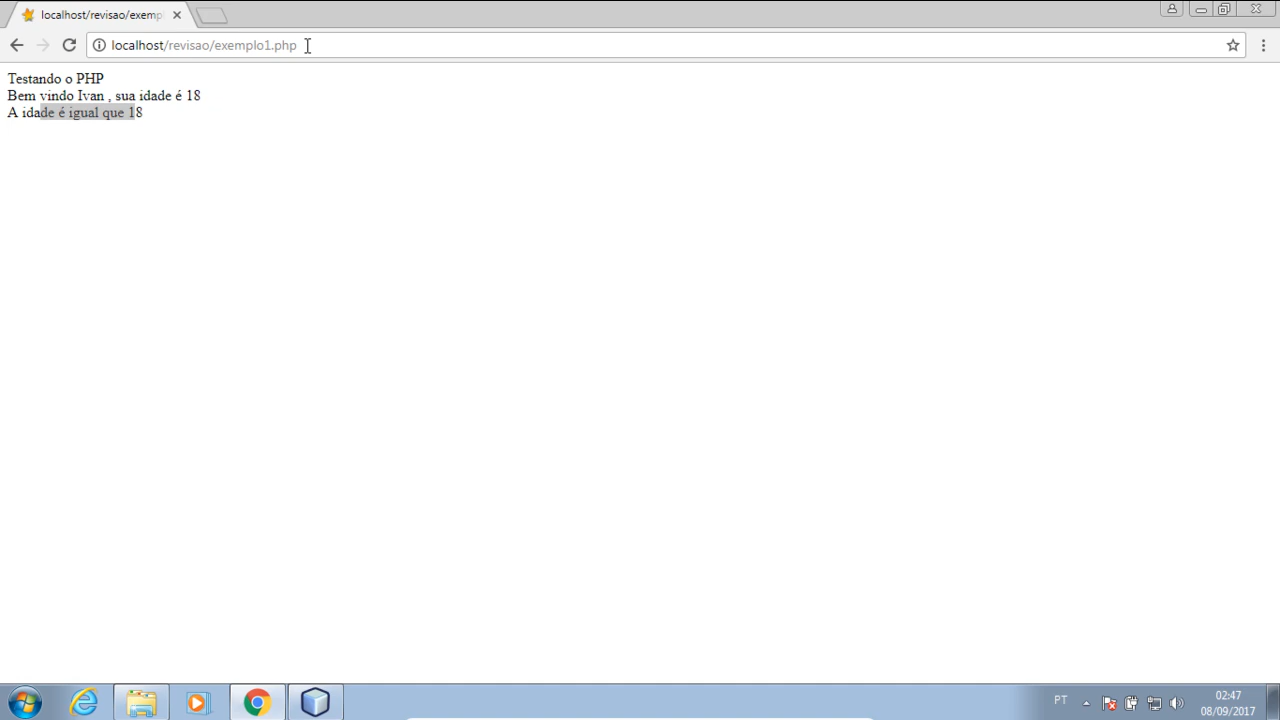 localhost/revisao/exemp
localhost/revisao/exemplo1.php
Testando o PHP
Bem vindo Ivan , sua idade é 18
A idade é igual que 18
PT
02:47
08/09/2017